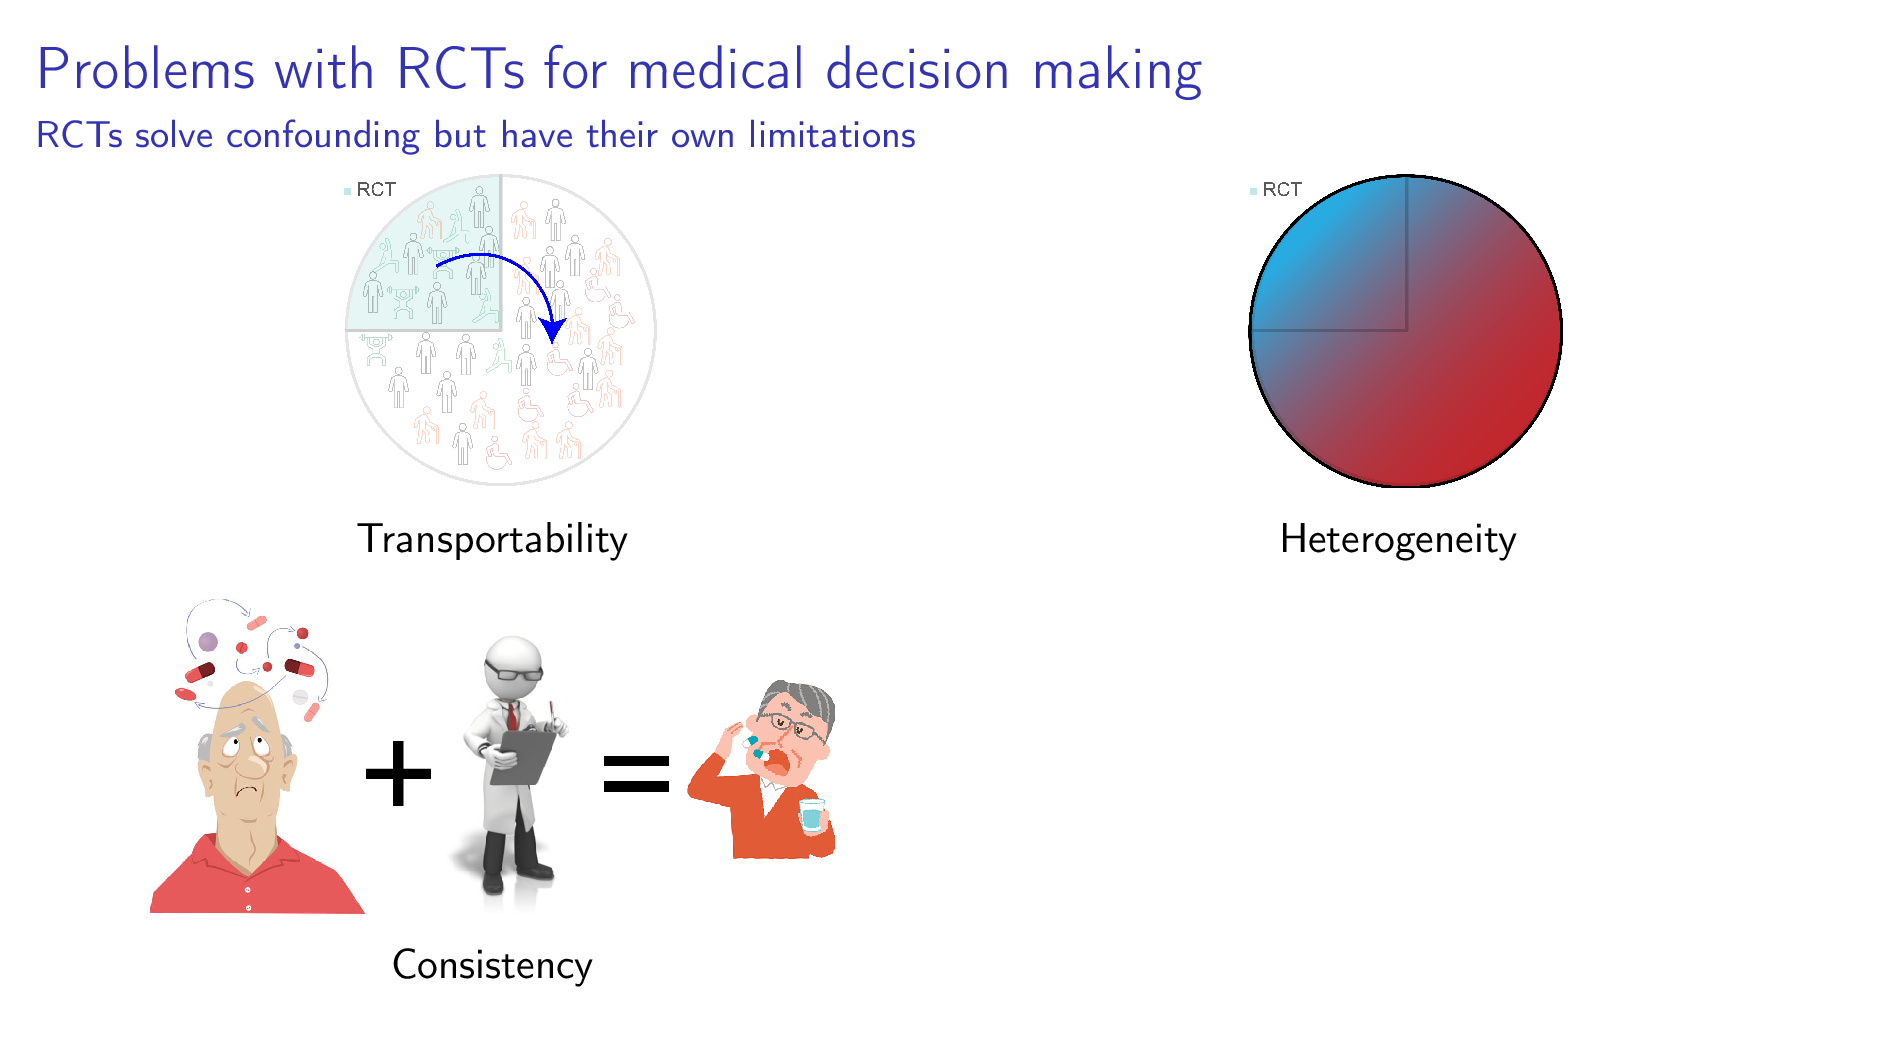 Problems with RCTs for medical decision making
RCTs solve confounding but have their own limitations
RCT
RCT
Transportability
Heterogeneity
Consistency